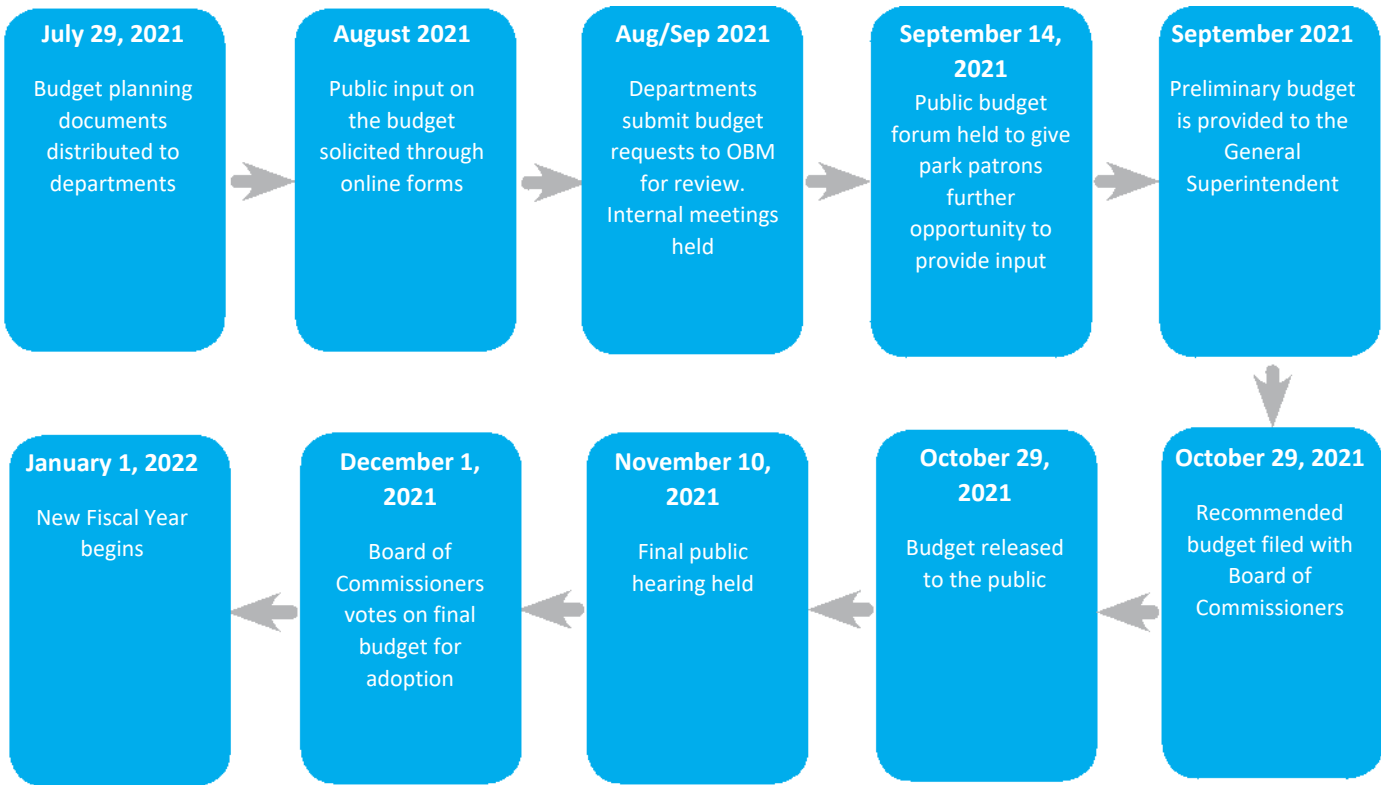 July 29, 2021
Budget planning
documents
distributed to
departments
August 2021
Public input on
the budget
solicited through
online forms
Aug/Sep 2021
Departments
submit budget
requests to OBM
for review.
Internal meetings
held
September 14,
2021
Public budget
forum held to give
park patrons
further
opportunity to
provide input
September 2021
Preliminary budget
is provided to the
General
Superintendent
October 29, 2021
Recommended
budget filed with
Board of
Commissioners
October 29,
2021
Budget released
to the public
November 10,
2021
Final public
hearing held
December 1,
2021
Board of
Commissioners
votes on final
budget for
adoption
January 1, 2022
New Fiscal Year
begins